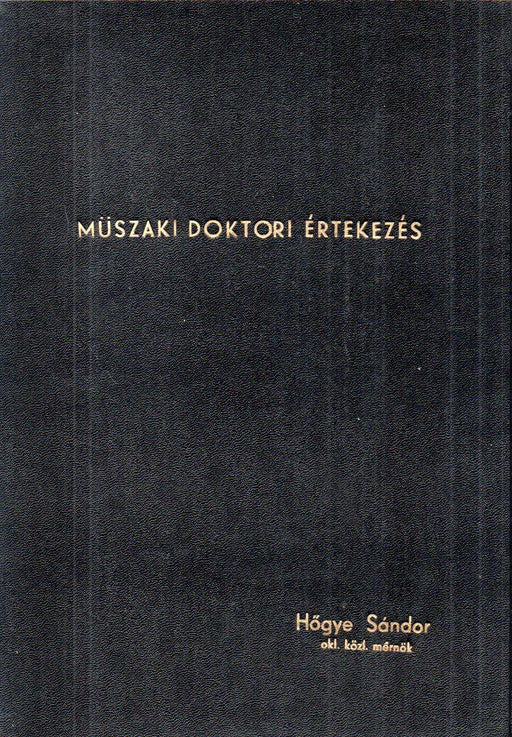 MÜSZAKI DOKTORI ÉRTEKEZÉS
Hőgye Sándor
okl. közl. mérnök